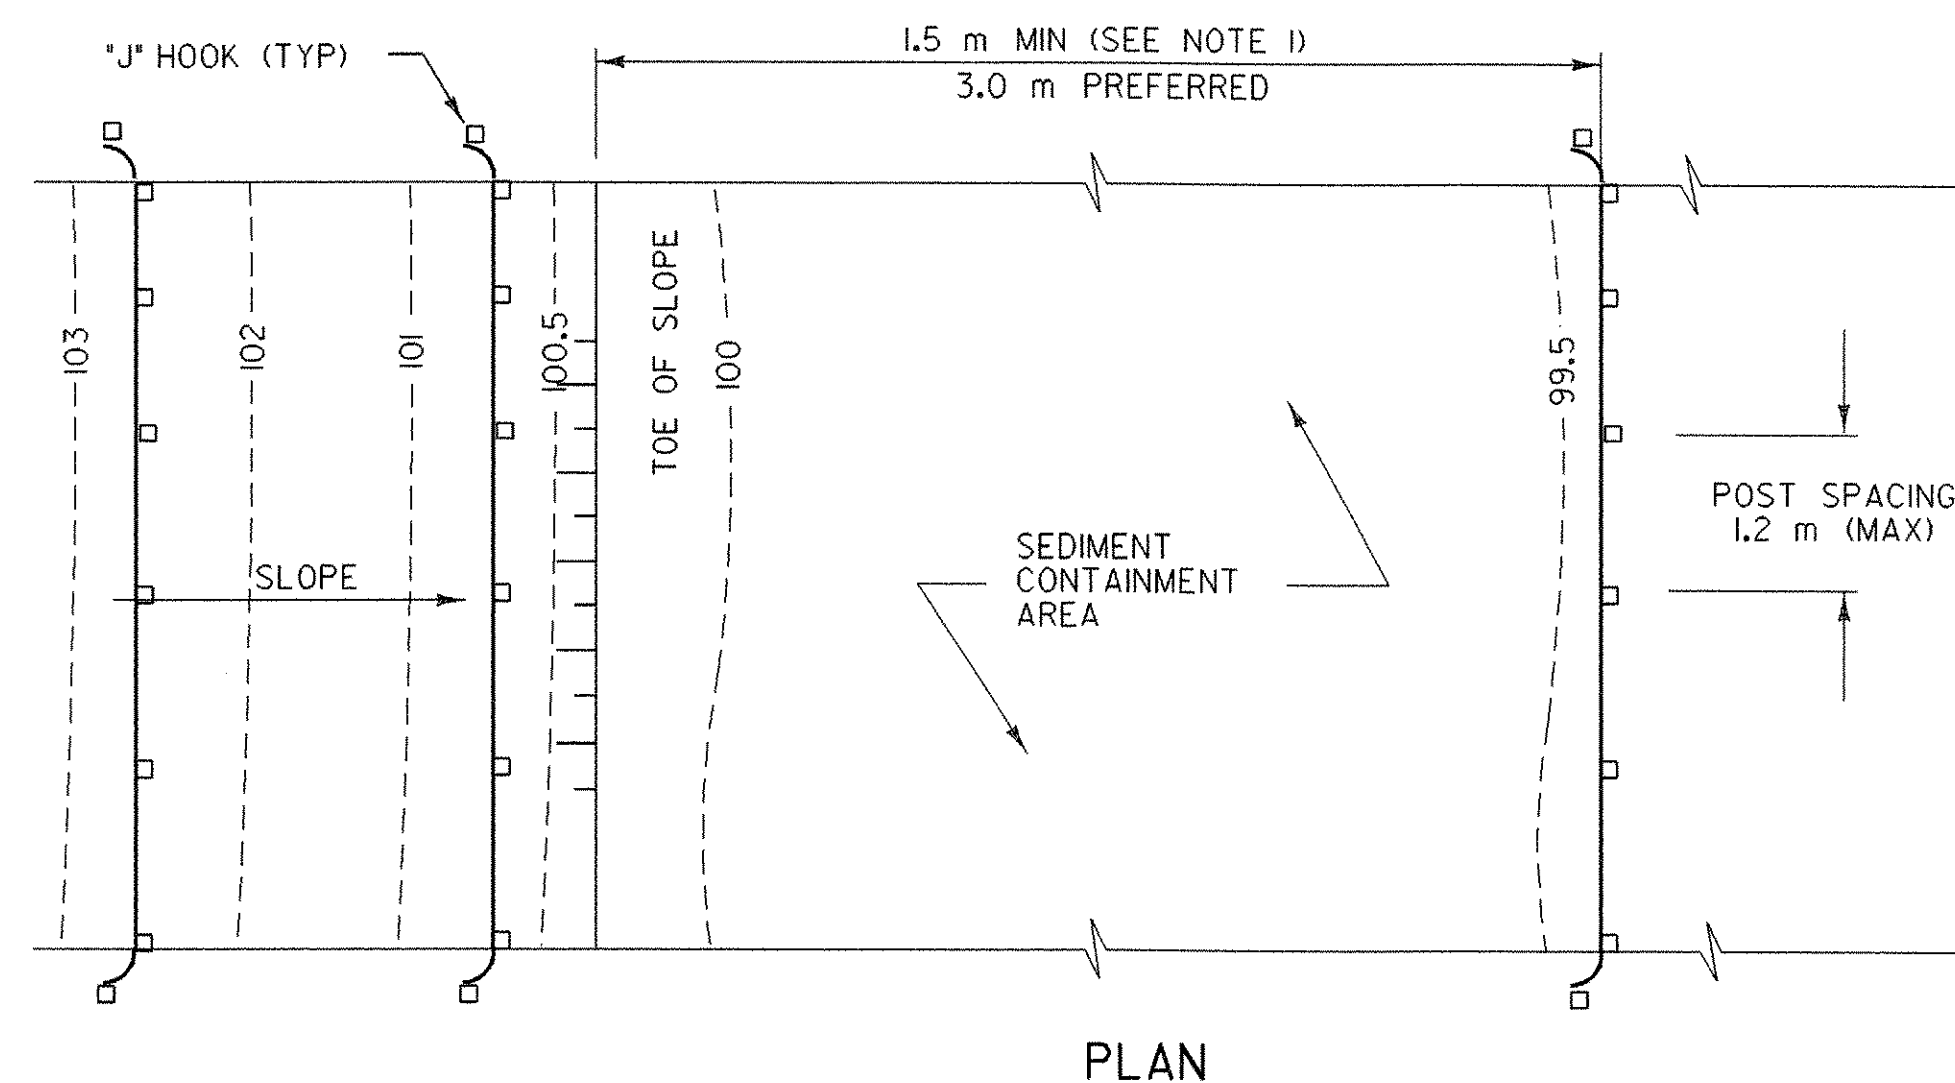 "J" HOOK (TYP)
1.5 m MIN (SEE NOTE 1)
3.0 m PREFERRED
103
102
101
100.5
TOE OF SLOPE
100
99.5
SLOPE
SEDIMENT
CONTAINMENT
AREA
POST SPACING
1.2 m (MAX)
PLAN